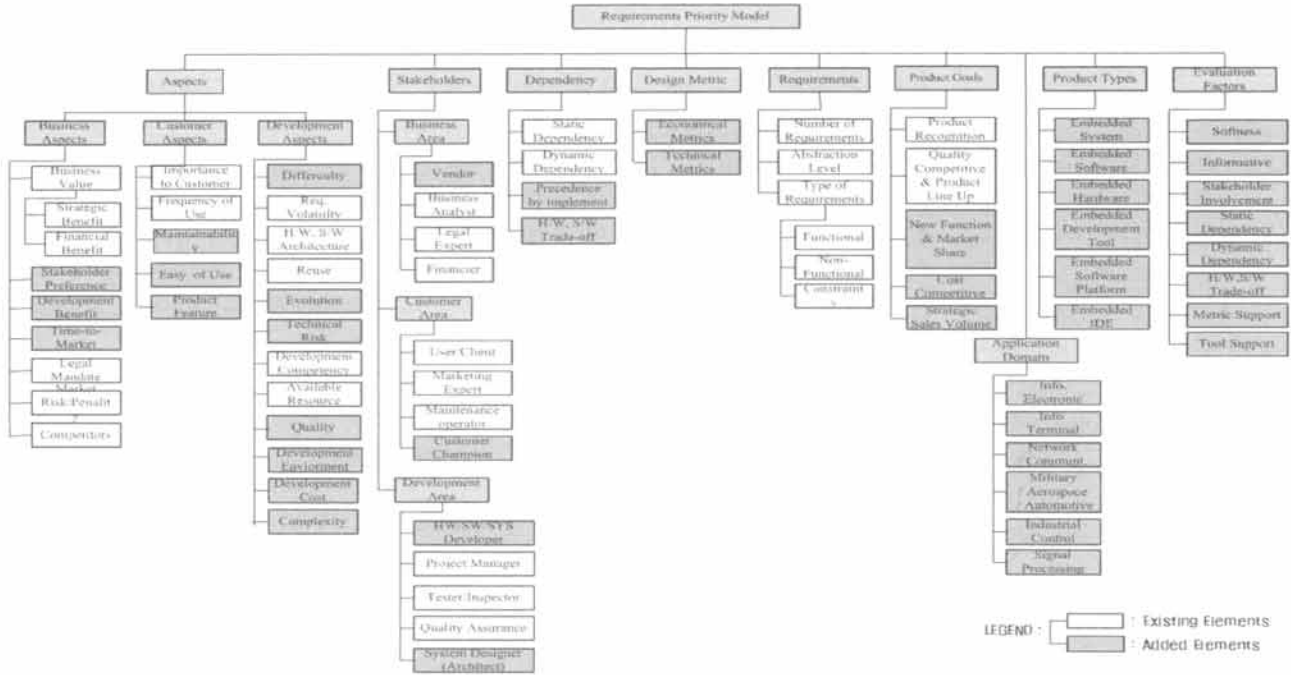 Requirements Priority Model
Aspects
Stakeholders
Dependency
Design Metric
Requirements
Product Goals
Product Types
Evaluation
Factors
Business
Aspects
Customer
Aspects
Development
Aspects
Business
Value
Strategic
Benefit
Financial
Benefit
Stakeholder
Preference
Development
Benefit
Time-to-
Market
Legal
Mandate
Market
Risk/Penalit
y
Competitors
Importance
to Customer
Frequency of
Use
Maintainability
Easy of Use
Product
Feature
Differculty
Req.
Volatility
H/W, S/W
Architecture
Reuse
Evolution
Technical
Risk
Development
Competency
Available
Resource
Quality
Development
Enviorment
Development
Cost
Complexity
Business
Area
Vendor
Business
Analyst
Legal
Expert
Financier
Customer
Area
User/Client
Marketing
Expert
Maintenance
operator
Customer
Champion
Development
Area
HW/SW/SYS
Developer
Project Manager
Tester/Inspector
Quality Assurance
System Designer
(Architect)
Static
Dependency
Dynamic
Dependency
Precedence
by implement
H/W, S/W
Trade-off
Economical
Metrics
Technical
Metrics
Number of
Requirements
Abstraction
Level
Type of
Requirements
Functional
Non-
Functional
Constraint
s
Product
Recognition
Quality
Competitive
& Product
Line Up
New Function
& Market
Share
Cost
Competitive
Strategic
Sales Volume
Application
Domain
Info.
Electronic
Info
Terminal
Network
Communi.
Military
/ Aerospace
/ Automotive
Industrial
Control
Signal
Processing
Embedded
System
Embedded
Software
Embedded
Hardware
Embedded
Development
Tool
Embedded
Software
Platform
Embedded
IDE
Softness
Informative
Stakeholder
Involvement
Static
Dependency
Dynamic
Dependency
H/W,S/W
Trade-off
Metric Support
Tool Support
LEGEND :
: Existing Elements
: Added Elements